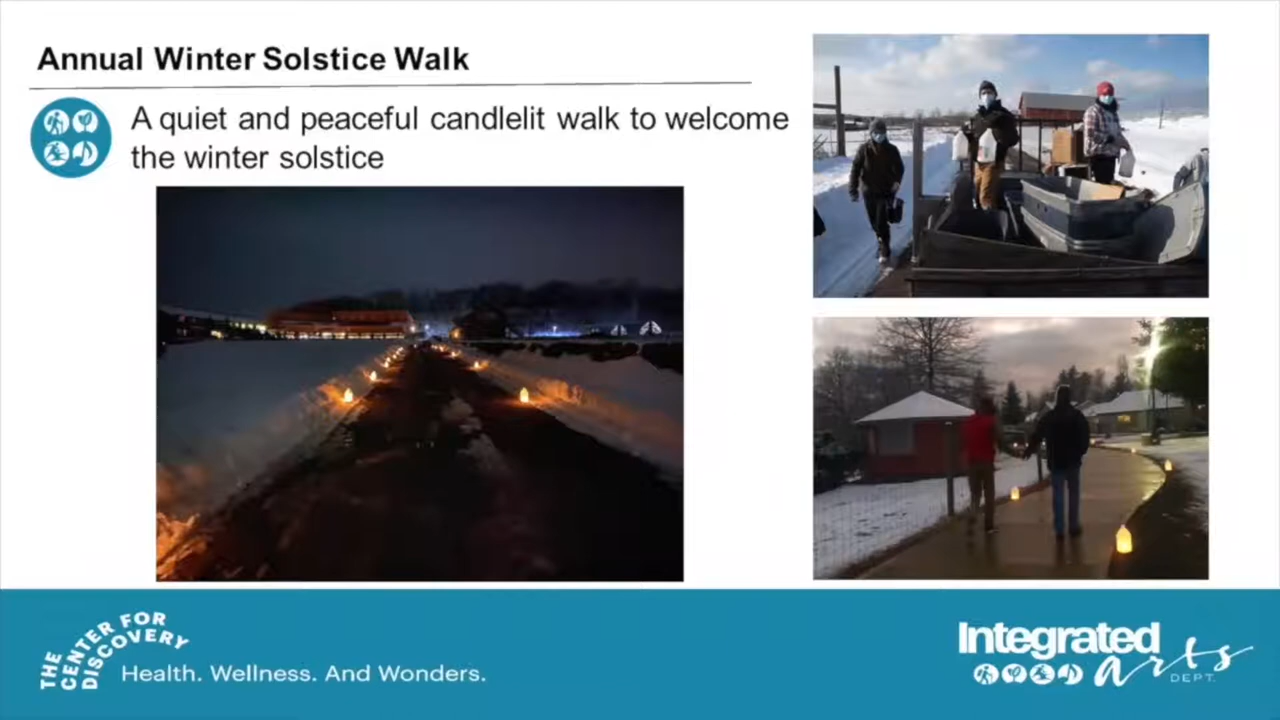 Annual Winter Solstice Walk
A quiet and peaceful candlelit walk to welcome
the winter solstice
THE
CENTER FOR
DISCOVERY
Health. Wellness. And Wonders.
Integrated
arts
DEPT.